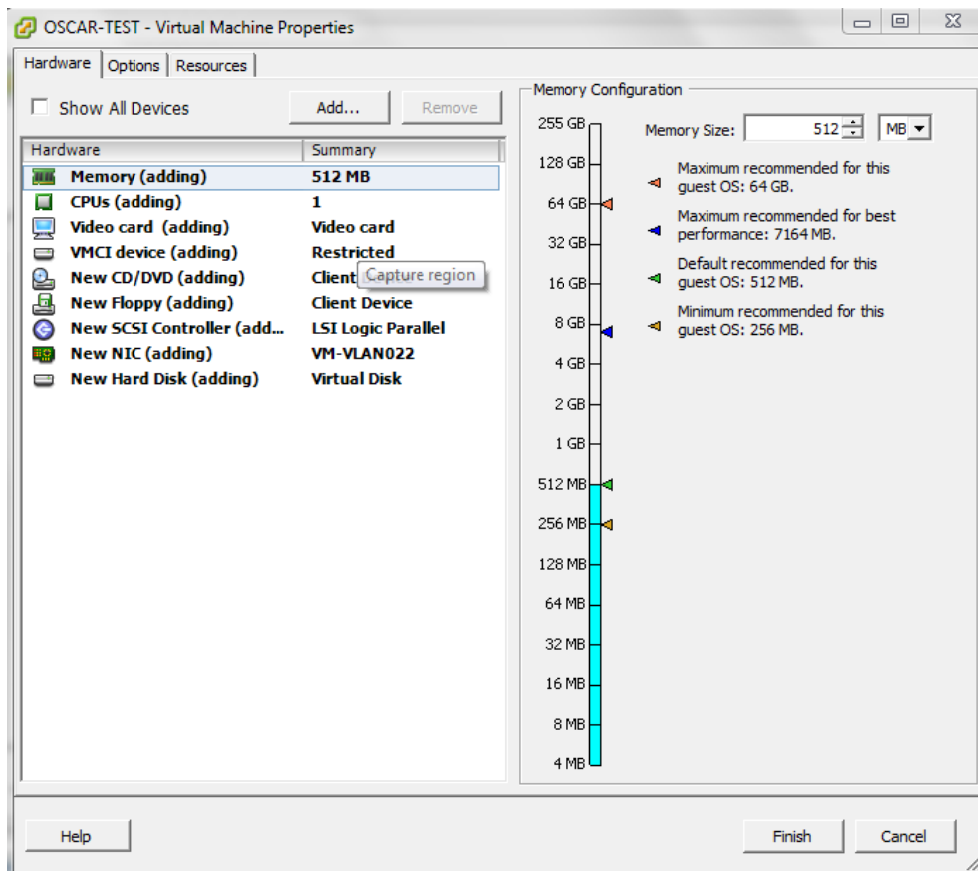 OSCAR-TEST - Virtual Machine Properties
Hardware Options Resources
Show All Devices Add... Remove
Hardware Summary
Memory (adding) 512 MB
CPUs (adding) 1
Video card (adding) Video card
VMCI device (adding) Restricted
New CD/DVD (adding) Client
Capture region
New Floppy (adding) Client Device
New SCSI Controller (add... LSI Logic Parallel
New NIC (adding) VM-VLAN022
New Hard Disk (adding) Virtual Disk
Memory Configuration
255 GB
128 GB
64 GB
32 GB
16 GB
8 GB
4 GB
2 GB
1 GB
512 MB
256 MB
128 MB
64 MB
32 MB
16 MB
8 MB
4 MB
Memory Size: 512 MB
Maximum recommended for this
guest OS: 64 GB.
Maximum recommended for best
performance: 7164 MB.
Default recommended for this
guest OS: 512 MB.
Minimum recommended for this
guest OS: 256 MB.
Help Finish Cancel